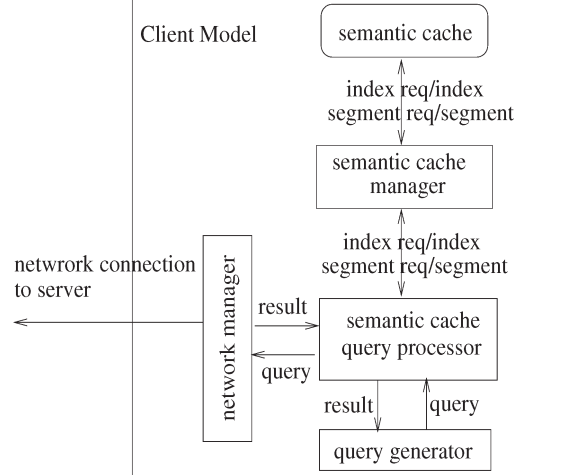 Client Model
semantic cache
index req/index
segment req/segment
semantic cache
manager
index req/index
segment req/segment
netwrork connection
to server
network manager
result
query
semantic cache
query processor
result
query
query generator